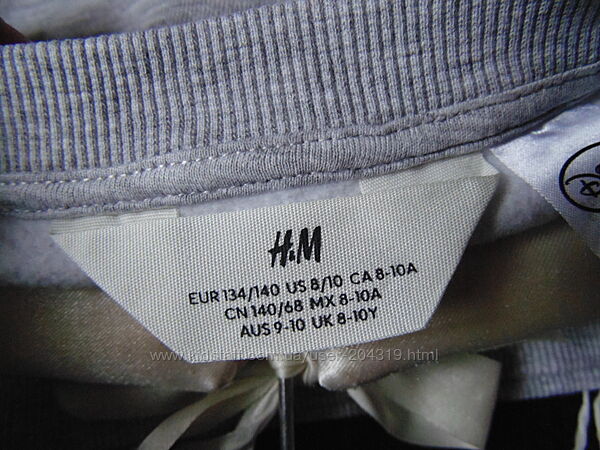 H&M
EUR 134/140 US 8/10 CA 8-10A
CN 140/68 MX 8-10A
AUS 9-10 UK 8-10Y